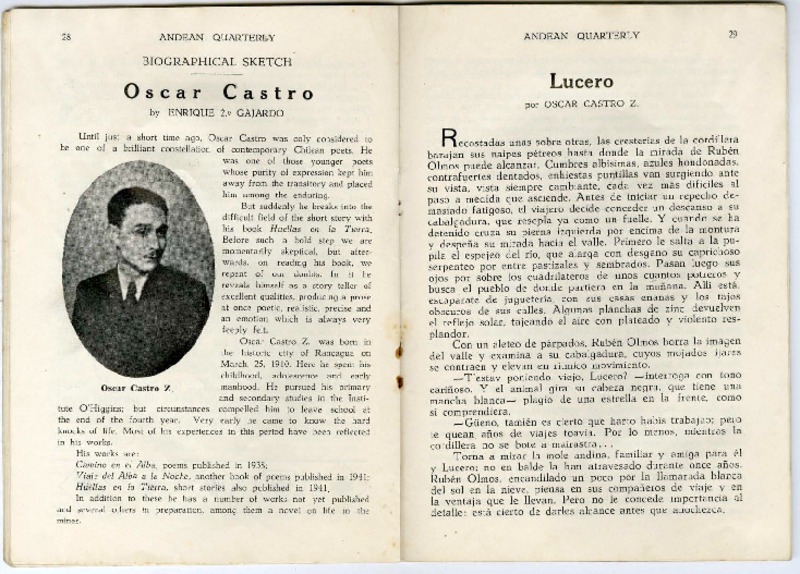 28
ANDEAN QUARTERLY
BIOGRAPHICAL SKETCH
Oscar Castro
by ENRIQUE 2.º GAJARDO
Until just a short time ago, Oscar Castro was only considered to
be one of a brilliant constellation of contemporary Chilean poets. He
was one of those younger poets
whose purity of expression kept him
away from the transitory and placed
him among the enduring.
But suddenly he breaks into the
difficult field of the short story with
his book Huellas en la Tierra.
Before such a bold step we are
momentarily skeptical, but after-
wards, on reading his book, we
repent of our doubts. In it he
reveals himself as a story teller of
excellent qualities, producing a prose
at once poetic, realistic, precise and
an emotion which is always very
deeply felt.
Oscar Castro Z. was born in
the historic city of Rancagua on
March, 25, 1910. Here he spent his
childhood, adolescence and early
manhood. He pursued his primary
and secondary studies in the Insti-
Oscar Castro Z.
tute O'Higgins; but circumstances compelled him to leave school at
the end of the fourth year. Very early he came to know the hard
knocks of life. Most of his experiences in this period have been reflected
in his works.
His works are:
Camino en el Alba, poems published in 1938;
Viaje del Alba a la Noche, another book of poems published in 1941;
Huellas en la Tierra, short stories also published in 1941,
In addition to these he has a number of works not yet published
and several others in preparation, among them a novel on life in the
mines.
ANDEAN QUARTERLY
29
Lucero
por OSCAR CASTRO Z.
Recostadas unas sobre otras, las cresterías de la cordillera
barajan sus naipes pétreos hasta donde la mirada de Rubén
Olmos puede alcanzar. Cumbres albísimas, azules hondonadas,
contrafuertes dentados, enhiestas puntillas van surgiendo ante
su vista, vista siempre cambiante, cada vez más difíciles al
paso a medida que asciende. Antes de iniciar un repecho de-
masiado fatigoso, el viajero decide conceder un descanso a su
cabalgadura, que resopla ya como un fuelle. Y cuando se ha
detenido cruza su pierna izquierda por encima de la montura
y despeña su mirada hacia el valle. Primero le salta a la pu-
pila el espejeo del río, que alarga con desgano su caprichoso
serpenteo por entre pastizales y sembrados. Pasan luego sus
ojos por sobre los cuadriláteros de unos cuantos potreros y
busca el pueblo de donde partiera en la mañana. Allí está,
escaparate de juguetería, con sus casas enanas y los tajos
obscuros de sus calles. Algunas planchas de zinc devuelven
el reflejo solar, tajeando el aire con plateado y violento res-
plandor.
Con un aleteo de párpados, Rubén Olmos borra la imagen
del valle y examina a su cabalgadura, cuyos mojados ijares
se contraen y elevan en rítmico movimiento.
—T'estay poniendo viejo, Lucero? —interroga con tono
cariñoso. Y el animal gira su cabeza negra, que tiene una
mancha blanca— plagio de una estrella en la frente, como
si comprendiera.
—Güeno, tamién es cierto que harto habís trabajao; pero
te quean años de viajes toavía. Por lo menos, mientras la
cordillera no se bote a mairastra...
Torna a mirar la mole andina, familiar y amiga para él
y Lucero; no en balde la han atravesado durante once años.
Rubén Olmos, encandilado un poco por la llamarada blanca
del sol en la nieve, piensa en sus compañeros de viaje y en
la ventaja que le llevan. Pero no le concede importancia al
detalle: está cierto de darles alcance antes que anochezca.